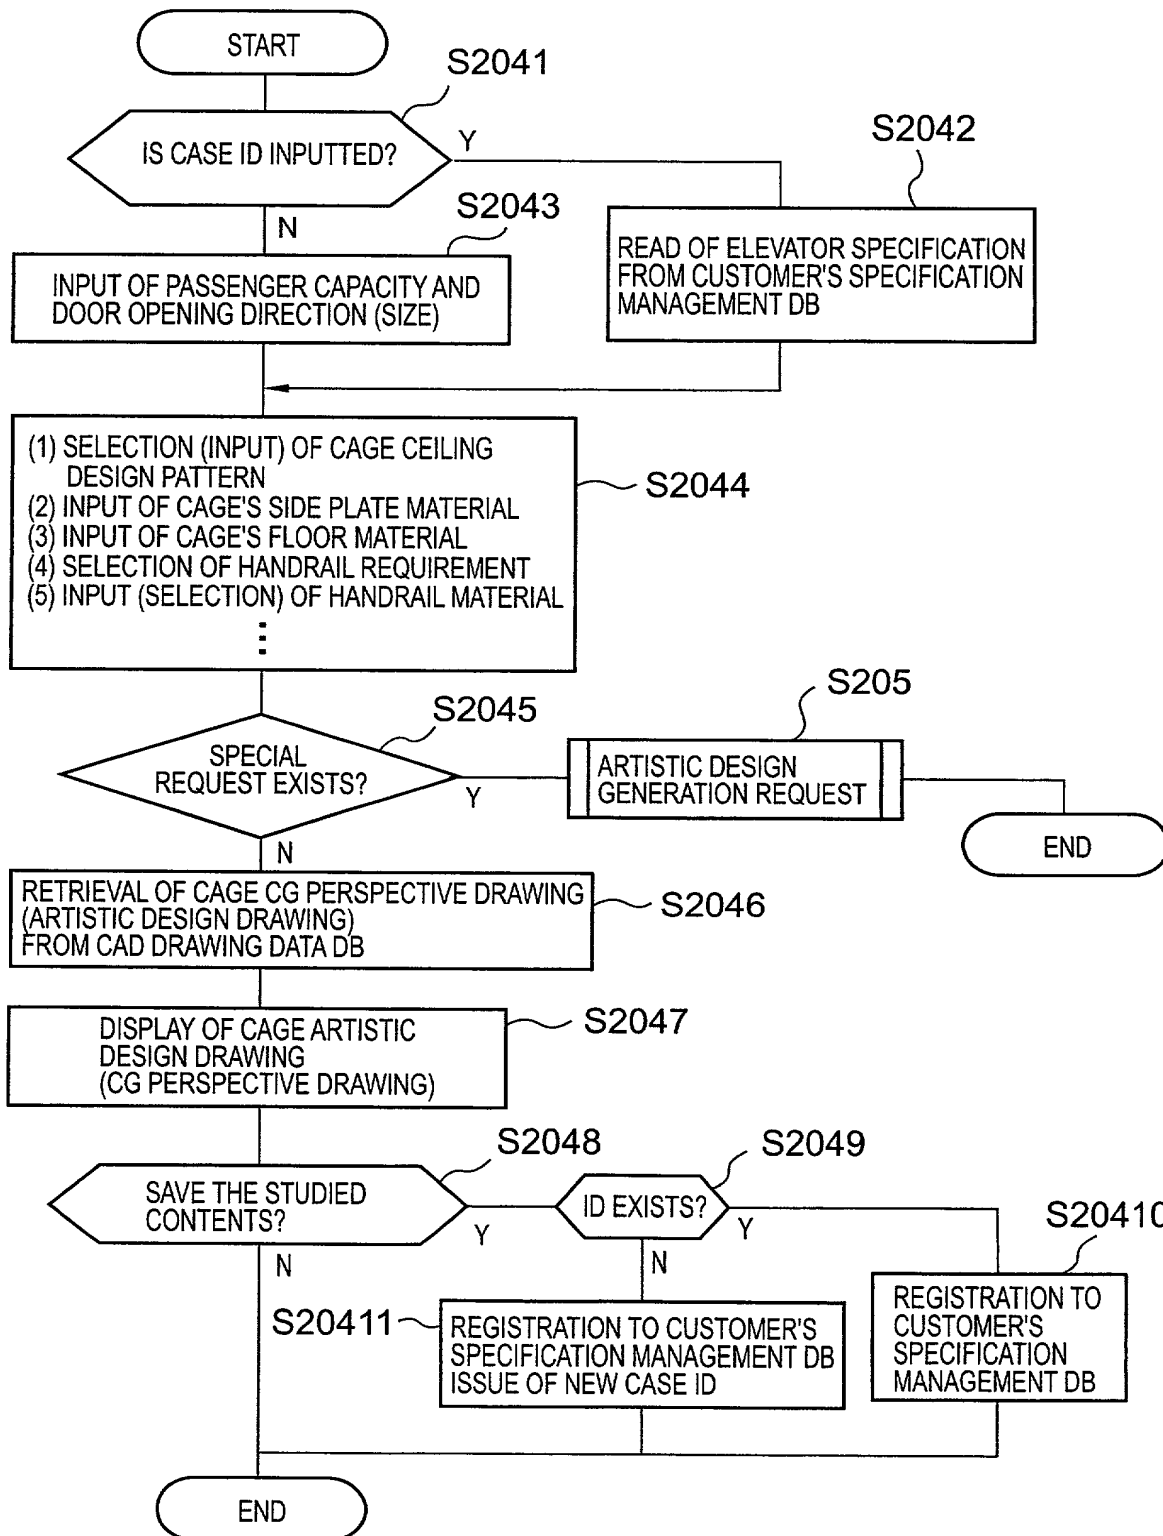 START
S2041
IS CASE ID INPUTTED?
Y
S2042
N
S2043
READ OF ELEVATOR SPECIFICATION
FROM CUSTOMER'S SPECIFICATION
MANAGEMENT DB
INPUT OF PASSENGER CAPACITY AND
DOOR OPENING DIRECTION (SIZE)
(1) SELECTION (INPUT) OF CAGE CEILING
DESIGN PATTERN
(2) INPUT OF CAGE'S SIDE PLATE MATERIAL
(3) INPUT OF CAGE'S FLOOR MATERIAL
(4) SELECTION OF HANDRAIL REQUIREMENT
(5) INPUT (SELECTION) OF HANDRAIL MATERIAL
⋮
S2044
S2045
SPECIAL
REQUEST EXISTS?
Y
S205
ARTISTIC DESIGN
GENERATION REQUEST
END
N
RETRIEVAL OF CAGE CG PERSPECTIVE DRAWING
(ARTISTIC DESIGN DRAWING)
FROM CAD DRAWING DATA DB
S2046
DISPLAY OF CAGE ARTISTIC
DESIGN DRAWING
(CG PERSPECTIVE DRAWING)
S2047
S2048
SAVE THE STUDIED
CONTENTS?
Y
S2049
ID EXISTS?
Y
S20410
N
N
S20411
REGISTRATION TO CUSTOMER'S
SPECIFICATION MANAGEMENT DB
ISSUE OF NEW CASE ID
REGISTRATION TO
CUSTOMER'S
SPECIFICATION
MANAGEMENT DB
END